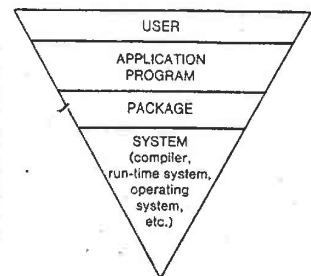 USER
APPLICATION
PROGRAM
PACKAGE
SYSTEM
(compiler,
run-time system,
operating
system,
etc.)